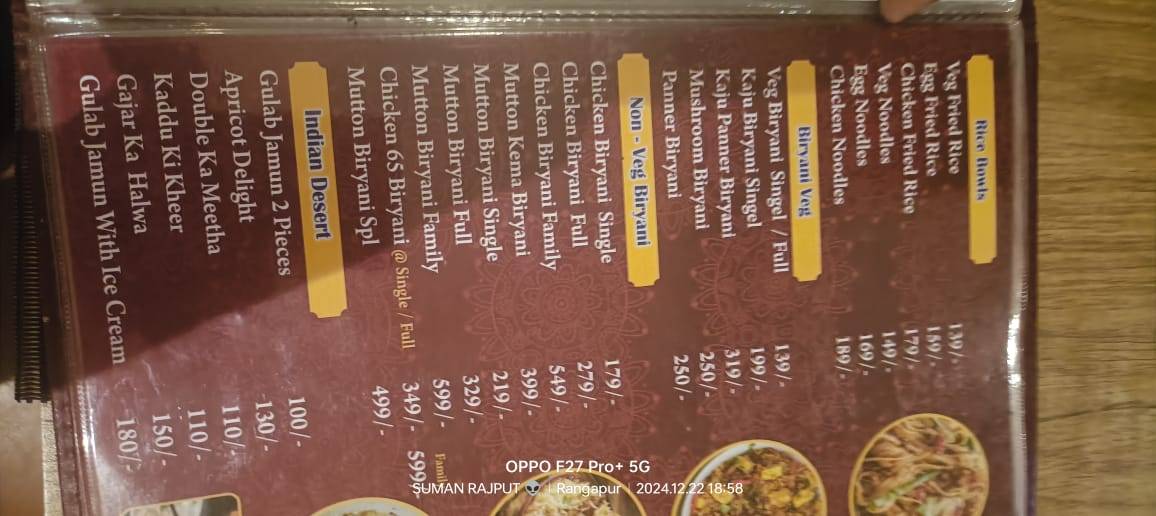 Rice Bowls
Veg Fried Rice 139/-
Egg Fried Rice 159/-
Chicken Fried Rice 179/-
Veg Noodles 149/-
Egg Noodles 169/-
Chicken Noodles 189/-
Biryani Veg
Veg Biryani Singel / Full 139/-
Kaju Biryani Singel 199/-
Kaju Panner Biryani 319/-
Mushroom Biryani 250/-
Panner Biryani 250/-
Non - Veg Biryani
Chicken Biryani Single 179/-
Chicken Biryani Full 279/-
Chicken Biryani Family 549/-
Mutton Kema Biryani 399/-
Mutton Biryani Single 219/-
Mutton Biryani Full 329/-
Mutton Biryani Family 599/-
Chicken 65 Biryani @ Single / Full 349/- 599
Mutton Biryani Spl 499/-
Indian Desert
Gulab Jamun 2 Pieces 100/-
Apricot Delight 130/-
Double Ka Meetha 110/-
Kaddu Ki Kheer 110/-
Gajar Ka Halwa 150/-
Gulab Jamun With Ice Cream 180/-
OPPO F27 Pro+ 5G
SUMAN RAJPUT 👽 | Rangapur | 2024.12.22 18:58